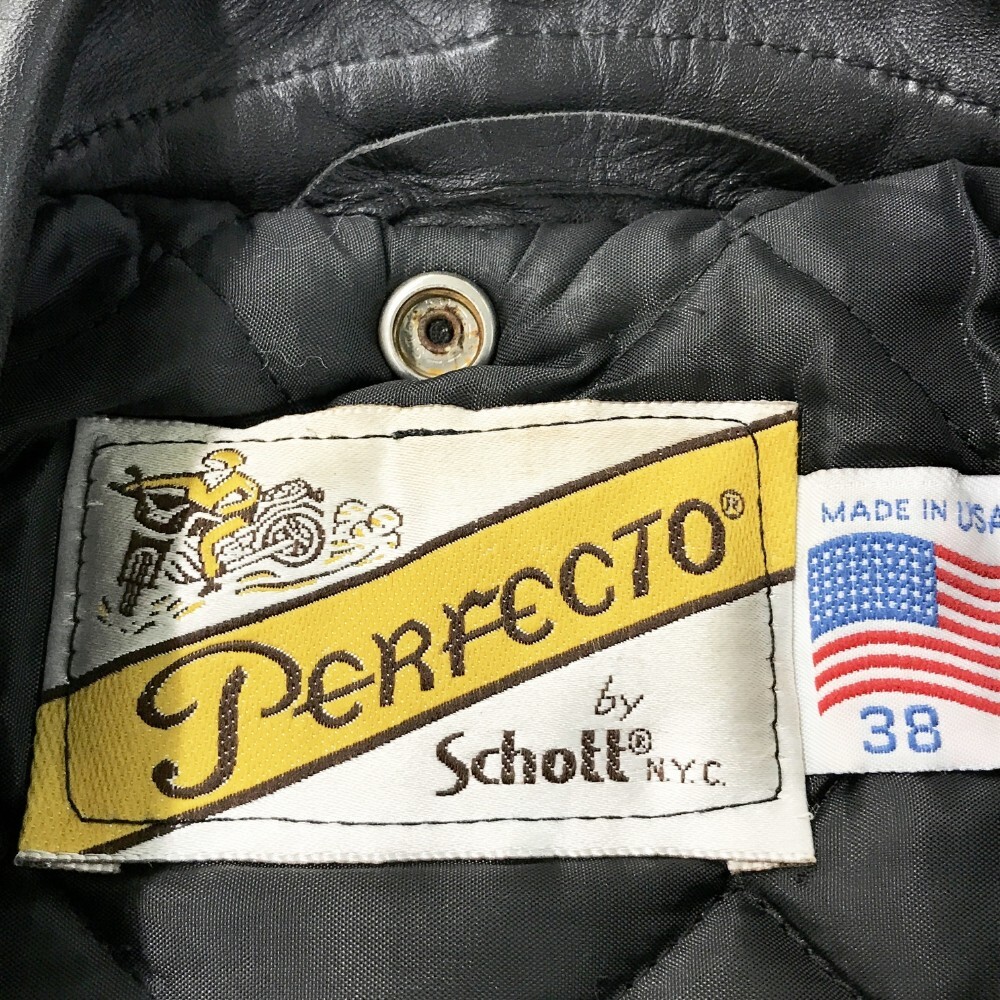 PERFECTO®
by
Schott® N.Y.C.
MADE IN USA
38